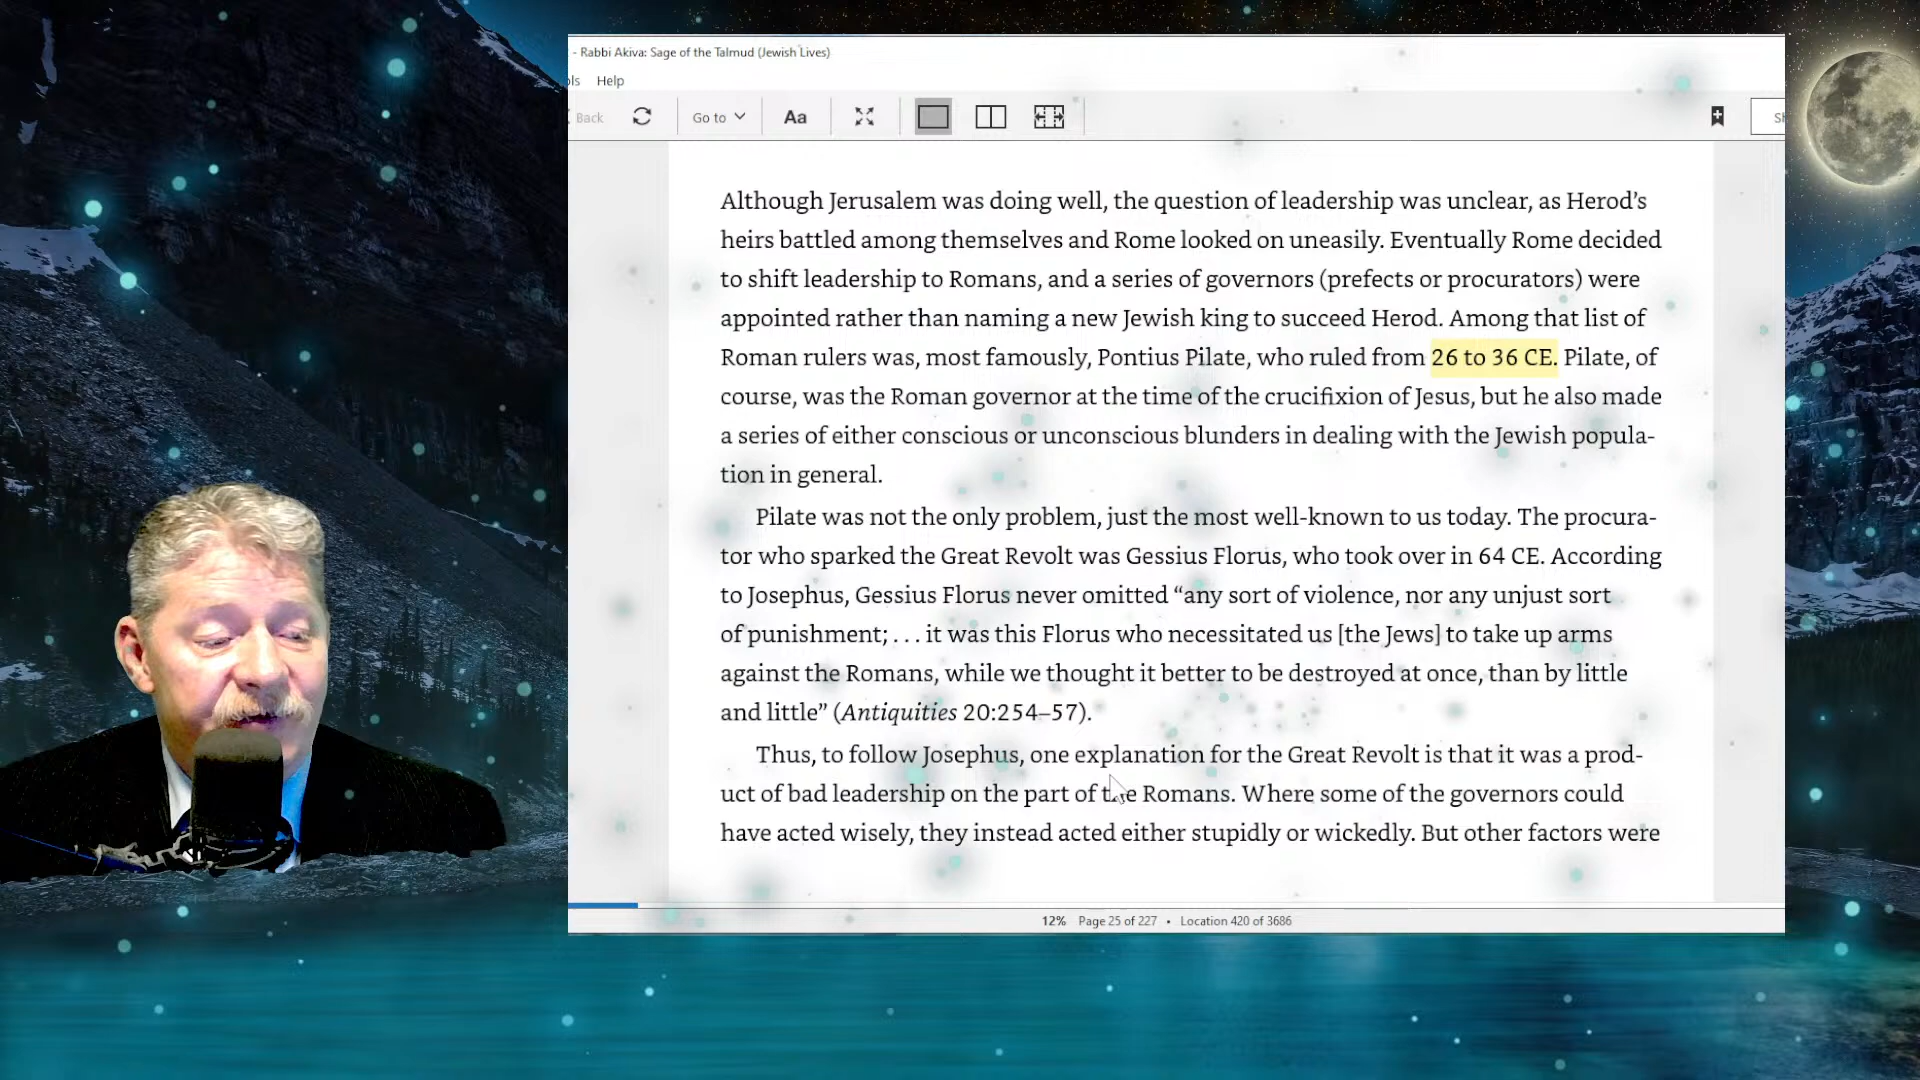 - Rabbi Akiva: Sage of the Talmud (Jewish Lives)
Help
Back
Go to
Aa
Although Jerusalem was doing well, the question of leadership was unclear, as Herod’s
heirs battled among themselves and Rome looked on uneasily. Eventually Rome decided
to shift leadership to Romans, and a series of governors (prefects or procurators) were
appointed rather than naming a new Jewish king to succeed Herod. Among that list of
Roman rulers was, most famously, Pontius Pilate, who ruled from 26 to 36 CE. Pilate, of
course, was the Roman governor at the time of the crucifixion of Jesus, but he also made
a series of either conscious or unconscious blunders in dealing with the Jewish popula-
tion in general.
Pilate was not the only problem, just the most well-known to us today. The procura-
tor who sparked the Great Revolt was Gessius Florus, who took over in 64 CE. According
to Josephus, Gessius Florus never omitted “any sort of violence, nor any unjust sort
of punishment; . . . it was this Florus who necessitated us [the Jews] to take up arms
against the Romans, while we thought it better to be destroyed at once, than by little
and little” (Antiquities 20:254–57).
Thus, to follow Josephus, one explanation for the Great Revolt is that it was a prod-
uct of bad leadership on the part of the Romans. Where some of the governors could
have acted wisely, they instead acted either stupidly or wickedly. But other factors were
12% Page 25 of 227 • Location 420 of 3686